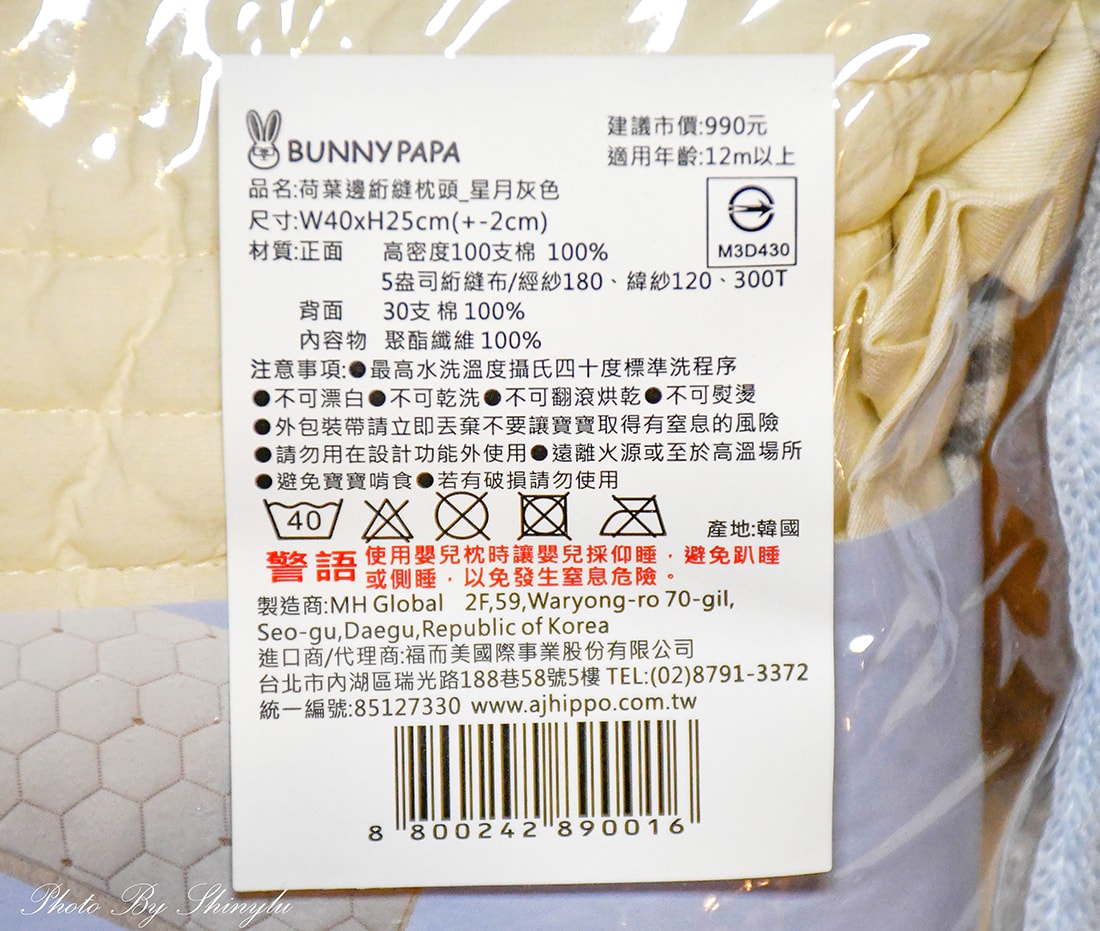 BUNNY PAPA
建議市價:990元
適用年齡:12m以上
品名:荷葉邊絎縫枕頭_星月灰色
尺寸:W40xH25cm(+-2cm)
M3D430
材質:正面 高密度100支棉 100%
5盎司絎縫布/經紗180、緯紗120、300T
背面 30支 棉 100%
內容物 聚酯纖維 100%
注意事項:●最高水洗溫度攝氏四十度標準洗程序
●不可漂白●不可乾洗●不可翻滾烘乾●不可熨燙
●外包裝帶請立即丟棄不要讓寶寶取得有窒息的風險
●請勿用在設計功能外使用●遠離火源或至於高溫場所
●避免寶寶啃食●若有破損請勿使用
40
產地:韓國
警語 使用嬰兒枕時讓嬰兒採仰睡，避免趴睡
或側睡，以免發生窒息危險。
製造商:MH Global 2F,59,Waryong-ro 70-gil,
Seo-gu,Daegu,Republic of Korea
進口商/代理商:福而美國際事業股份有限公司
台北市內湖區瑞光路188巷58號5樓 TEL:(02)8791-3372
統一編號:85127330 www.ajhippo.com.tw
8 800242 890016
Photo By Shinylu